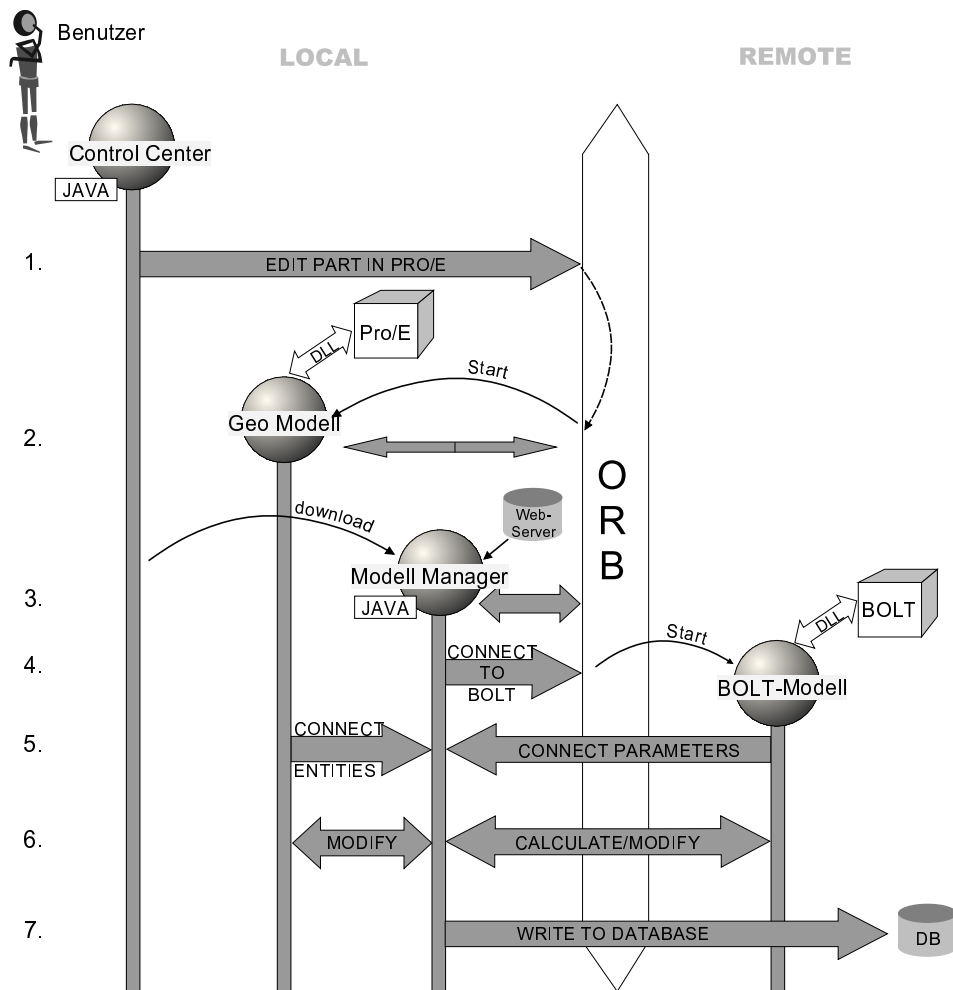 Benutzer
LOCAL
REMOTE
Control Center
JAVA
1.
EDIT PART IN PRO/E
Pro/E
DLL
Start
Geo Modell
2.
O
R
B
download
Web-
Server
Modell Manager
JAVA
3.
BOLT
DLL
Start
BOLT-Modell
4.
CONNECT
TO
BOLT
5.
CONNECT
ENTITIES
CONNECT PARAMETERS
6.
MODIFY
CALCULATE/MODIFY
7.
WRITE TO DATABASE
DB